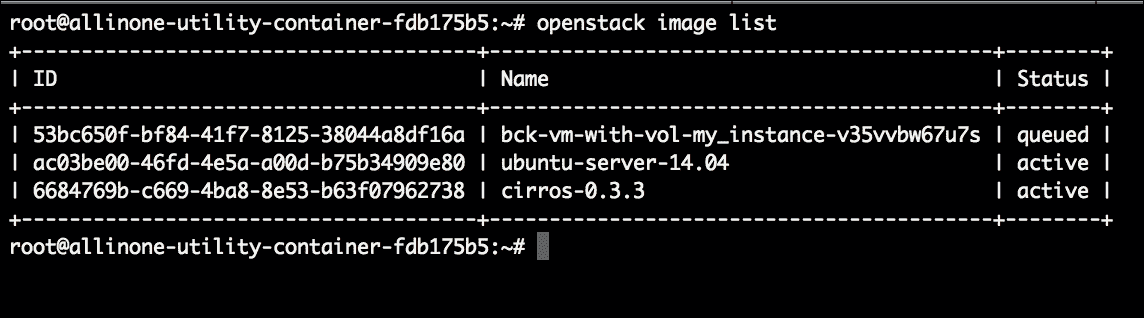 root@allinone-utility-container-fdb175b5:~# openstack image list
+--------------------------------------+------------------------------------------+--------+
| ID | Name | Status |
+--------------------------------------+------------------------------------------+--------+
| 53bc650f-bf84-41f7-8125-38044a8df16a | bck-vm-with-vol-my_instance-v35vvbw67u7s | queued |
| ac03be00-46fd-4e5a-a00d-b75b34909e80 | ubuntu-server-14.04 | active |
| 6684769b-c669-4ba8-8e53-b63f07962738 | cirros-0.3.3 | active |
+--------------------------------------+------------------------------------------+--------+
root@allinone-utility-container-fdb175b5:~#